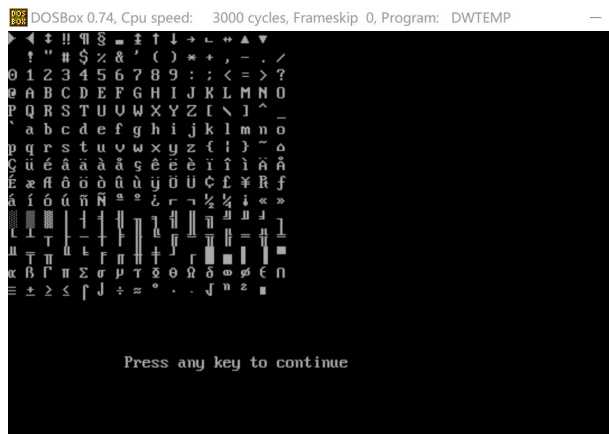 DOSBox 0.74, Cpu speed: 3000 cycles, Frameskip 0, Program: DWTEMP
► ◄ ↕ ‼ ¶ § ▬ ↨ ↑ ↓ → ∟ ↔ ▲ ▼
! " # $ % & ' ( ) * + , - . /
0 1 2 3 4 5 6 7 8 9 : ; < = > ?
@ A B C D E F G H I J K L M N O
P Q R S T U V W X Y Z [ \ ] ^ _
` a b c d e f g h i j k l m n o
p q r s t u v w x y z { | } ~ ⌂
Ç ü é â ä à å ç ê ë è ï î ì Ä Å
É æ Æ ô ö ò û ù ÿ Ö Ü ¢ £ ¥ ₧ ƒ
á í ó ú ñ Ñ ª º ¿ ⌐ ¬ ½ ¼ ¡ « »
░ ▒ ▓ │ ┤ ╡ ╢ ╖ ╕ ╣ ║ ╗ ╝ ╜ ╛ ┐
└ ┴ ┬ ├ ─ ┼ ╞ ╟ ╚ ╔ ╩ ╦ ╠ ═ ╬ ╧
╨ ╤ ╥ ╙ ╘ ╒ ╓ ╫ ╪ ┘ ┌ █ ▄ ▌ ▐ ▀
α ß Γ π Σ σ µ τ Φ Θ Ω δ ∞ φ ε ∩
≡ ± ≥ ≤ ⌠ ⌡ ÷ ≈ ° ∙ · √ ⁿ ² ■
Press any key to continue